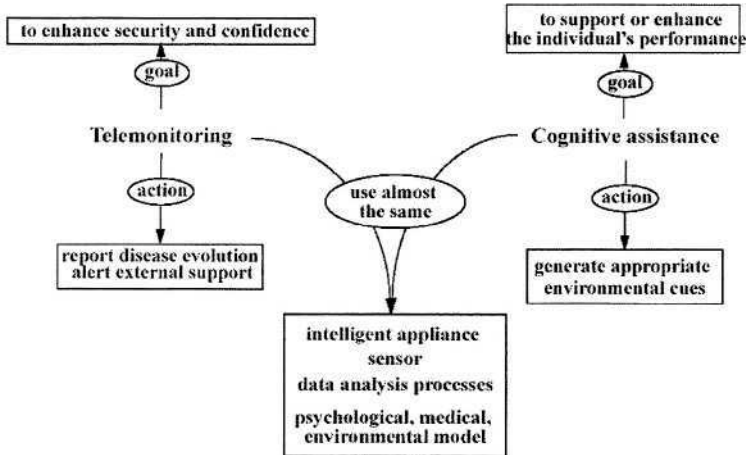 to enhance security and confidence
to support or enhance
the individual's performance
goal
goal
Telemonitoring
Cognitive assistance
use almost
the same
action
action
report disease evolution
alert external support
generate appropriate
environmental cues
intelligent appliance
sensor
data analysis processes
psychological, medical,
environmental model